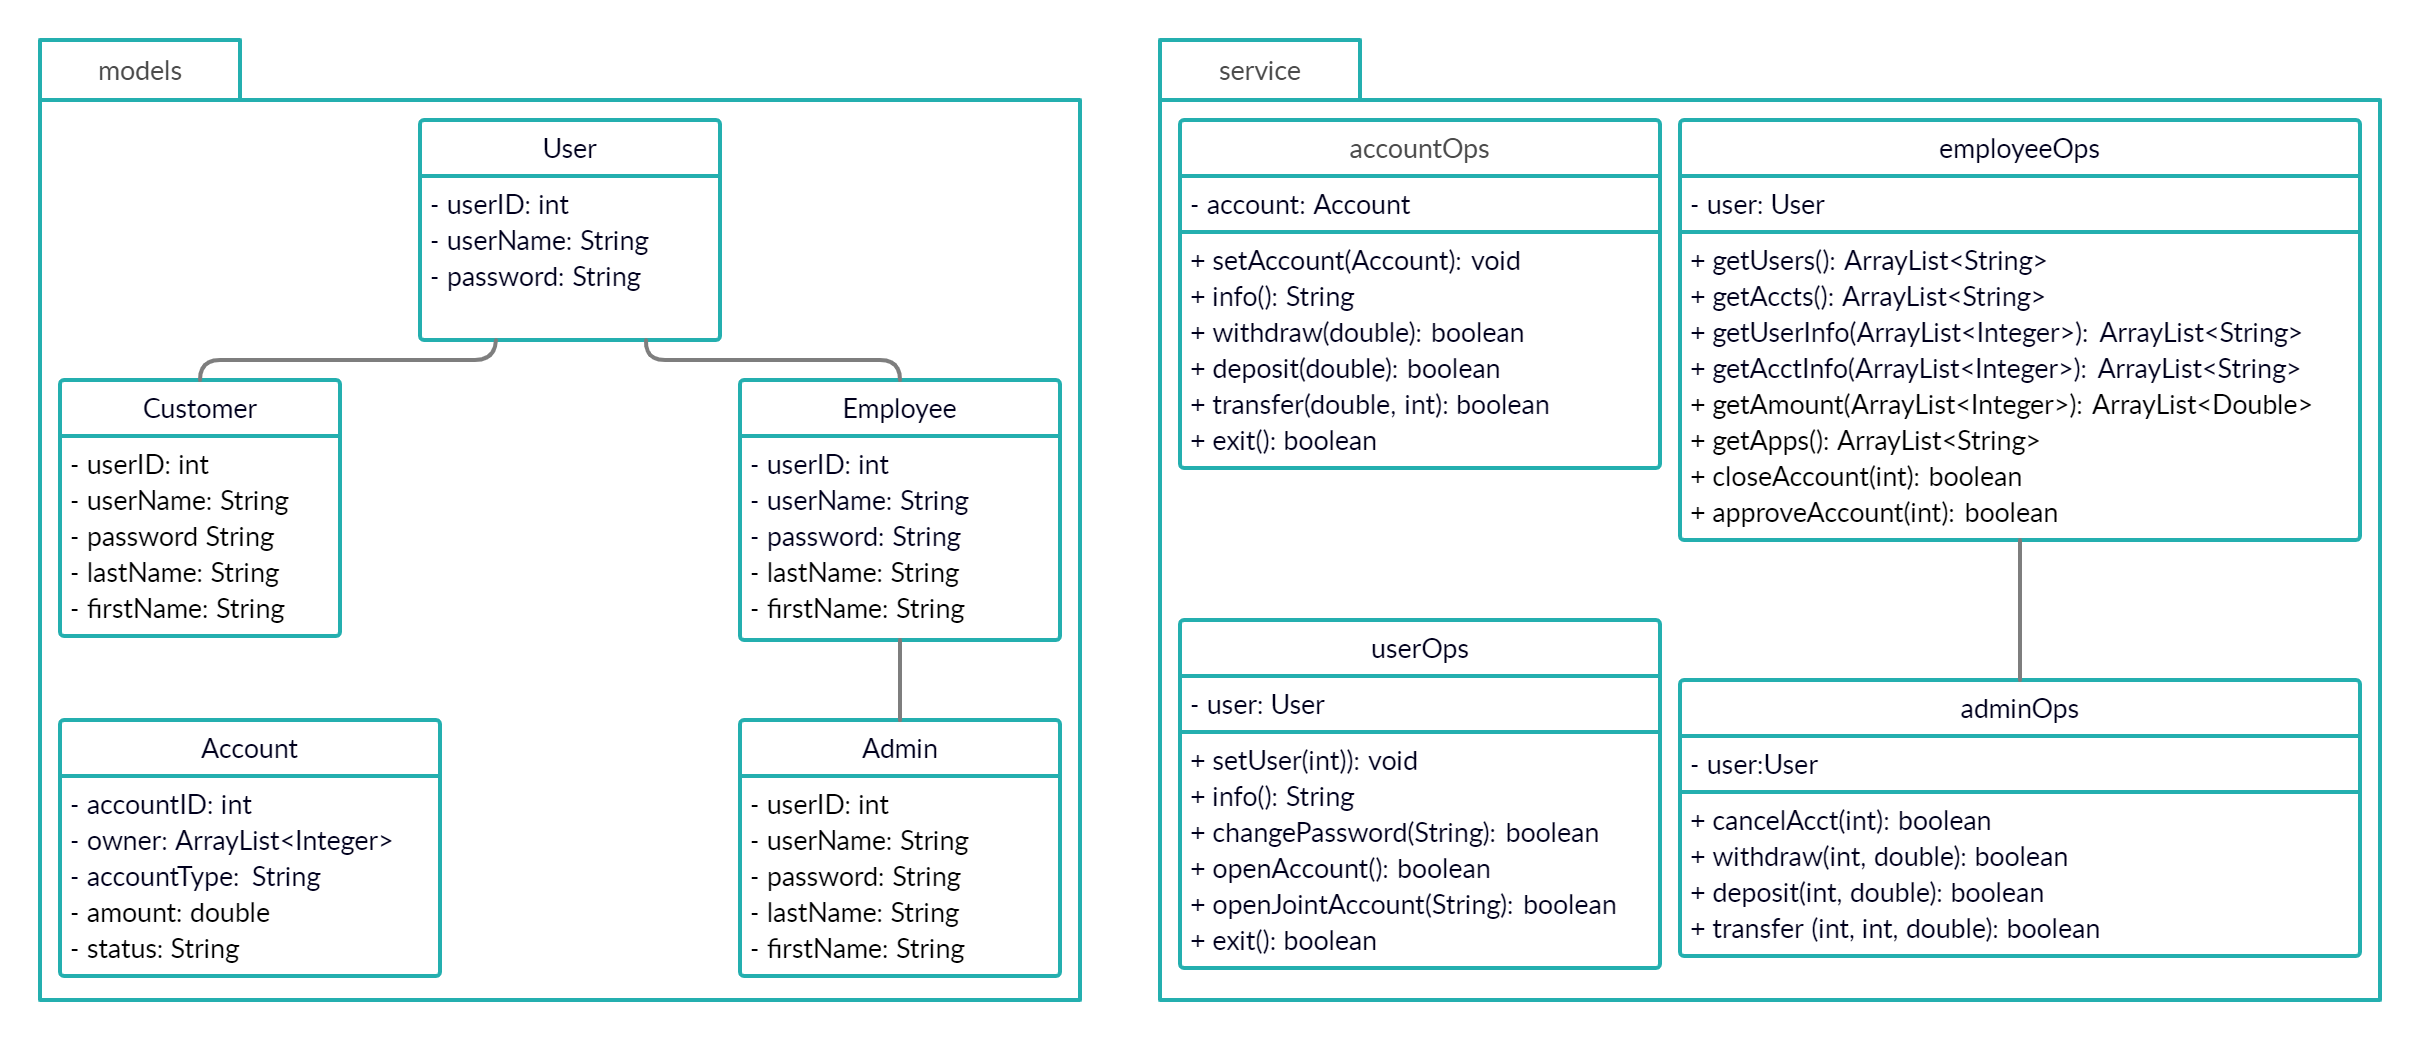 models
User
- userID: int
- userName: String
- password: String
Customer
- userID: int
- userName: String
- password String
- lastName: String
- firstName: String
Employee
- userID: int
- userName: String
- password: String
- lastName: String
- firstName: String
Account
- accountID: int
- owner: ArrayList<Integer>
- accountType:  String
- amount: double
- status: String
Admin
- userID: int
- userName: String
- password: String
- lastName: String
- firstName: String
service
accountOps
- account: Account
+ setAccount(Account): void
+ info(): String
+ withdraw(double): boolean
+ deposit(double): boolean
+ transfer(double, int): boolean
+ exit(): boolean
employeeOps
- user: User
+ getUsers(): ArrayList<String>
+ getAccts(): ArrayList<String>
+ getUserInfo(ArrayList<Integer>):  ArrayList<String>
+ getAcctInfo(ArrayList<Integer>):  ArrayList<String>
+ getAmount(ArrayList<Integer>): ArrayList<Double>
+ getApps(): ArrayList<String>
+ closeAccount(int): boolean
+ approveAccount(int): boolean
userOps
- user: User
+ setUser(int)): void
+ info(): String
+ changePassword(String): boolean
+ openAccount(): boolean
+ openJointAccount(String): boolean
+ exit(): boolean
adminOps
- user:User
+ cancelAcct(int): boolean
+ withdraw(int, double): boolean
+ deposit(int, double): boolean
+ transfer (int, int, double): boolean